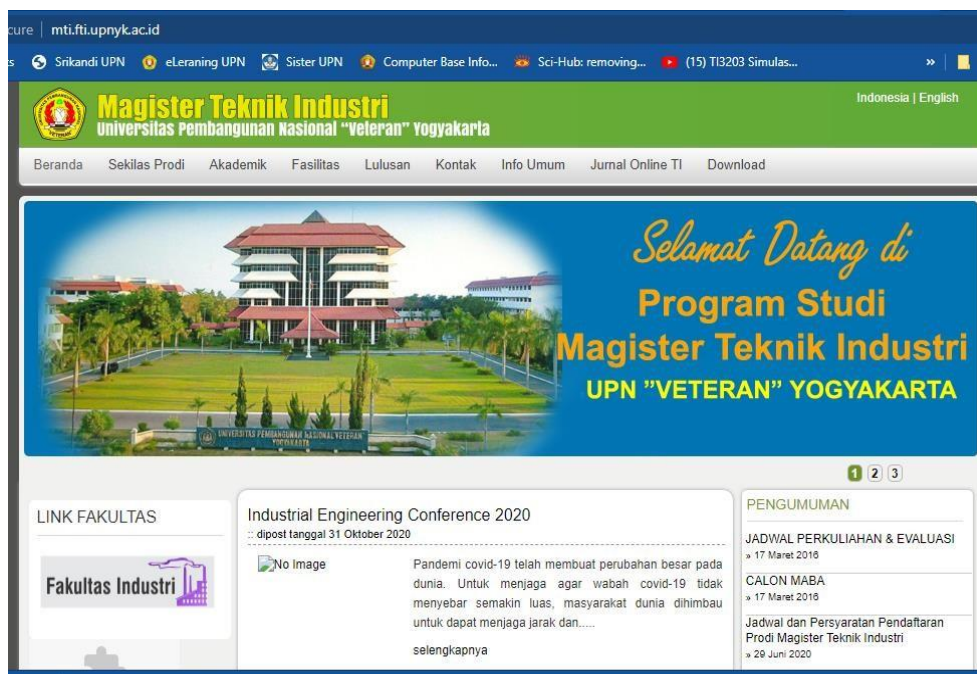 cure | mti.fti.upnyk.ac.id
ts Srikandi UPN eLeraning UPN Sister UPN Computer Base Info... Sci-Hub: removing... (15) TI3203 Simulas... »
Magister Teknik Industri
Universitas Pembangunan Nasional "Veteran" Yogyakarta
Indonesia | English
Beranda Sekilas Prodi Akademik Fasilitas Lulusan Kontak Info Umum Jurnal Online TI Download
Selamat Datang di
Program Studi
Magister Teknik Industri
UPN ”VETERAN” YOGYAKARTA
UNIVERSITAS PEMBANGUNAN NASIONAL VETERAN
YOGYAKARTA
1 2 3
LINK FAKULTAS
Fakultas Industri
Industrial Engineering Conference 2020
:: dipost tanggal 31 Oktober 2020
No Image
Pandemi covid-19 telah membuat perubahan besar pada
dunia. Untuk menjaga agar wabah covid-19 tidak
menyebar semakin luas, masyarakat dunia dihimbau
untuk dapat menjaga jarak dan.....
selengkapnya
PENGUMUMAN
JADWAL PERKULIAHAN & EVALUASI
» 17 Maret 2016
CALON MABA
» 17 Maret 2016
Jadwal dan Persyaratan Pendaftaran
Prodi Magister Teknik Industri
» 29 Juni 2020